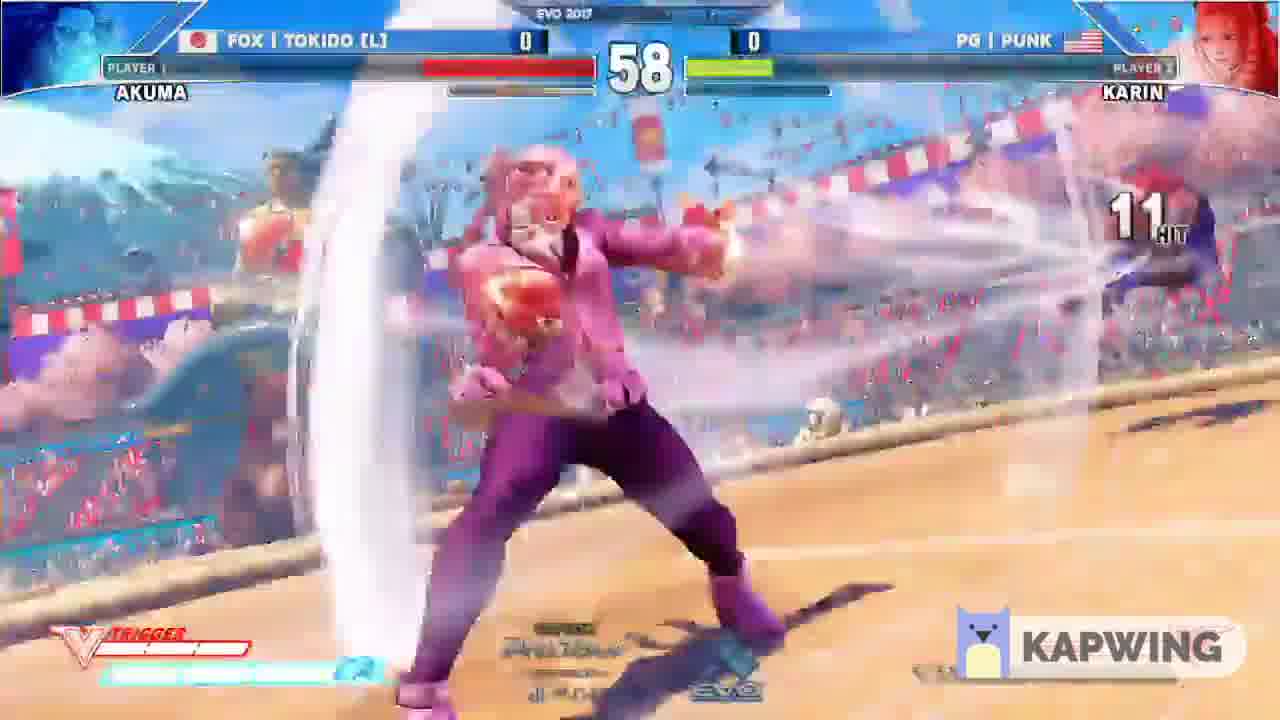 EVO 2017
FOX | TOKIDO [L]
0
58
0
PG | PUNK
PLAYER 1
PLAYER 2
AKUMA
KARIN
11 HIT
V TRIGGER
KAPWING
EVO